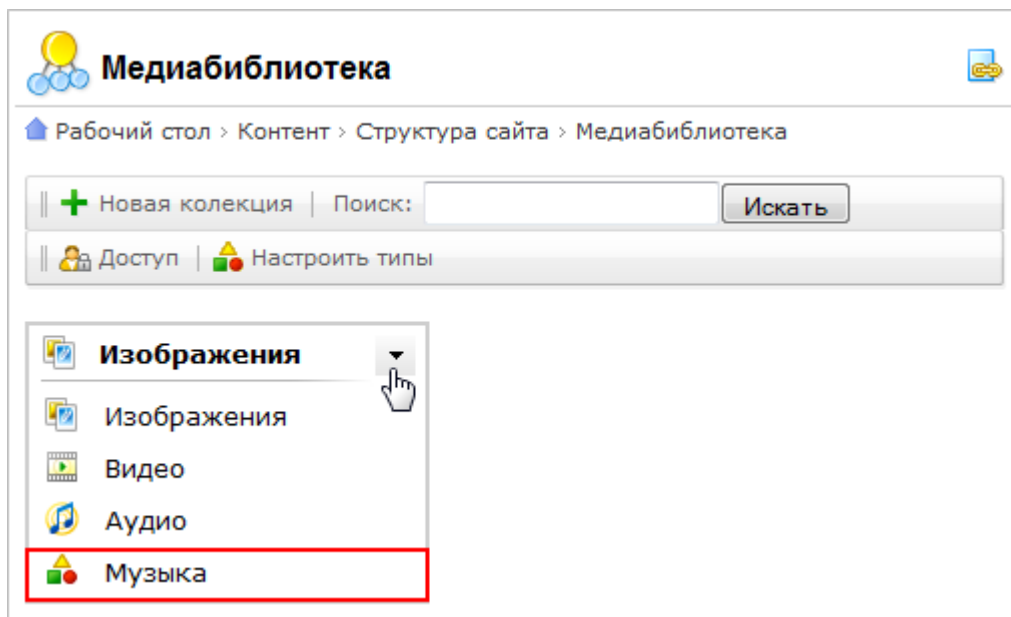 Медиабиблиотека
Рабочий стол > Контент > Структура сайта > Медиабиблиотека
Новая колекция | Поиск: Искать
Доступ | Настроить типы
Изображения
Изображения
Видео
Аудио
Музыка